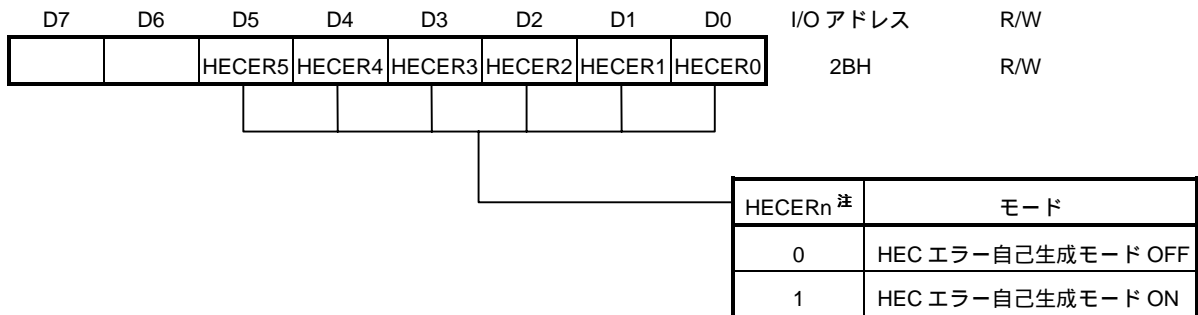 D7 D6 D5 D4 D3 D2 D1 D0 I/O アドレス R/W
HECER5 HECER4 HECER3 HECER2 HECER1 HECER0 2BH R/W
HECERn 注 モード
0 HEC エラー自己生成モード OFF
1 HEC エラー自己生成モード ON